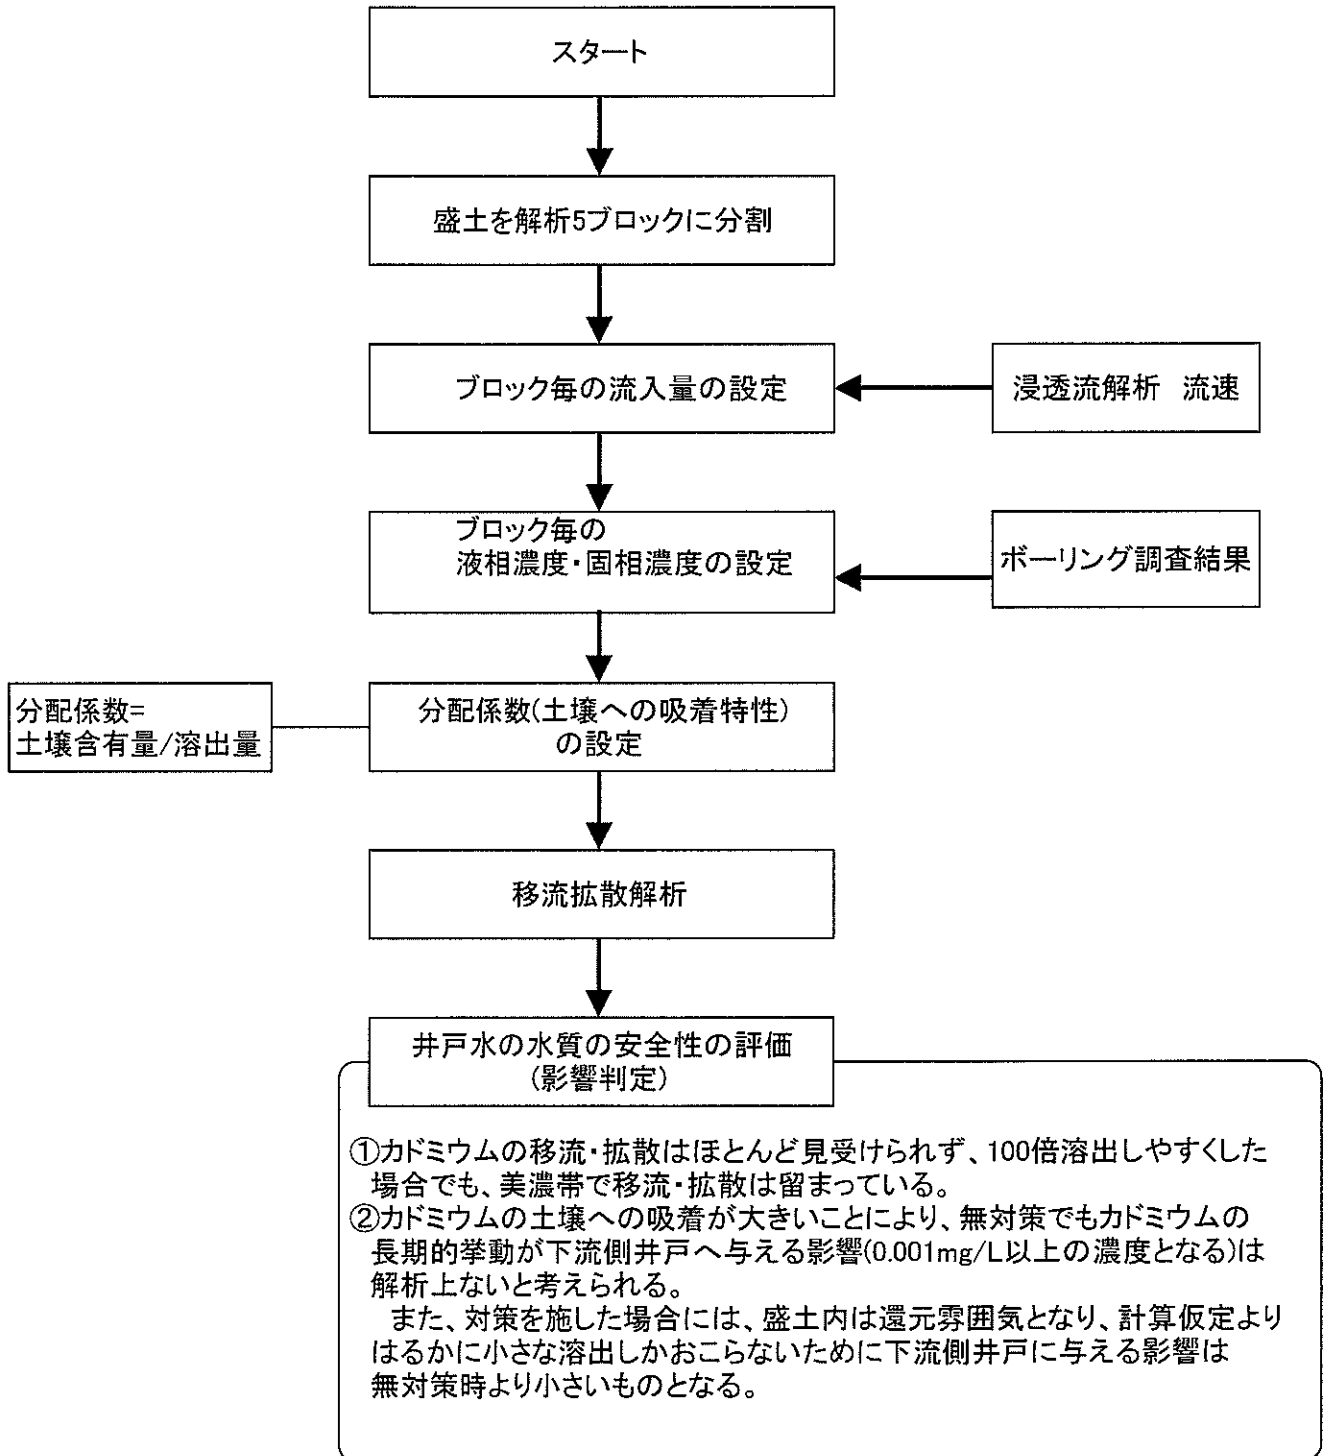 スタート
盛土を解析5ブロックに分割
ブロック毎の流入量の設定
浸透流解析　流速
ブロック毎の
液相濃度・固相濃度の設定
ボーリング調査結果
分配係数=
土壌含有量/溶出量
分配係数(土壌への吸着特性)
の設定
移流拡散解析
井戸水の水質の安全性の評価
(影響判定)
①カドミウムの移流・拡散はほとんど見受けられず、100倍溶出しやすくした
場合でも、美濃帯で移流・拡散は留まっている。
②カドミウムの土壌への吸着が大きいことにより、無対策でもカドミウムの
長期的挙動が下流側井戸へ与える影響(0.001mg/L以上の濃度となる)は
解析上ないと考えられる。
また、対策を施した場合には、盛土内は還元雰囲気となり、計算仮定より
はるかに小さな溶出しかおこらないために下流側井戸に与える影響は
無対策時より小さいものとなる。